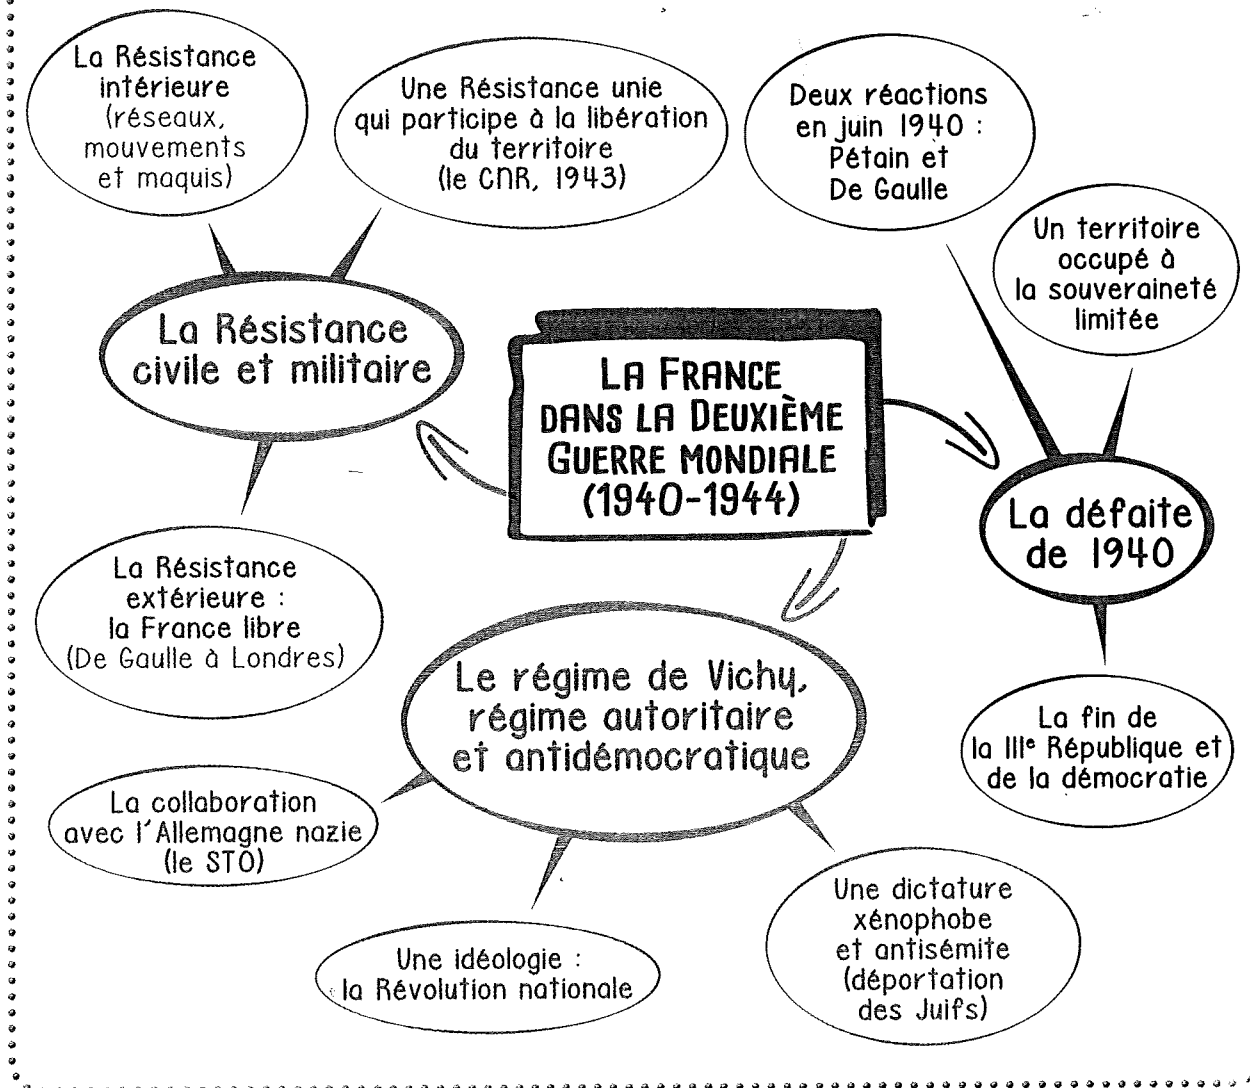 La Résistance
intérieure
(réseaux,
mouvements
et maquis)
Une Résistance unie
qui participe à la libération
du territoire
(le CNR, 1943)
Deux réactions
en juin 1940 :
Pétain et
De Gaulle
Un territoire
occupé à
la souveraineté
limitée
La Résistance
civile et militaire
LA FRANCE
DANS LA DEUXIÈME
GUERRE MONDIALE
(1940-1944)
La défaite
de 1940
La Résistance
extérieure :
la France libre
(De Gaulle à Londres)
Le régime de Vichy,
régime autoritaire
et antidémocratique
La fin de
la IIIe République et
de la démocratie
La collaboration
avec l'Allemagne nazie
(le STO)
Une idéologie :
la Révolution nationale
Une dictature
xénophobe
et antisémite
(déportation
des Juifs)